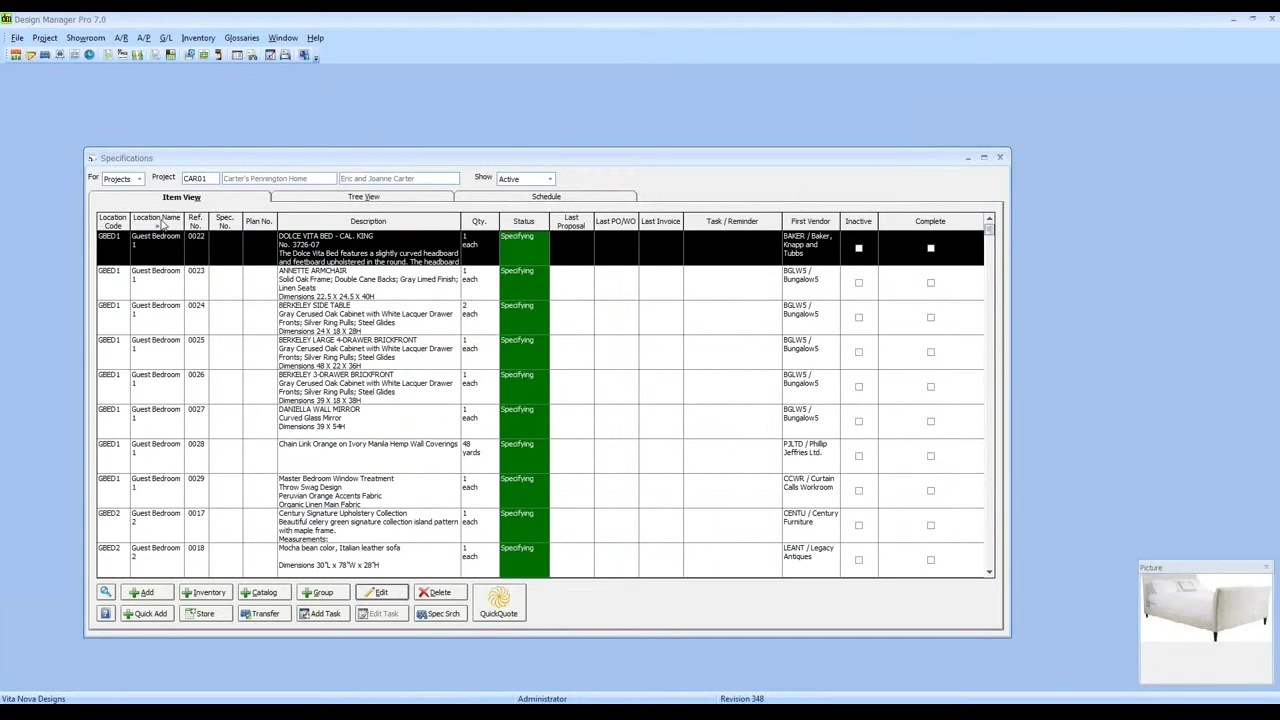 Design Manager Pro 7.0
File Project Showroom A/R A/P G/L Inventory Glossaries Window Help
Specifications
For Projects Project CAR01 Carter's Pennington Home Eric and Joanne Carter Show Active
Item View Tree View Schedule
Location Code Location Name Ref. No. Spec. No. Plan No. Description Qty. Status Last Proposal Last PO/WO Last Invoice Task / Reminder First Vendor Inactive Complete
GBED1 Guest Bedroom 1 0022 DOLCE VITA BED - CAL. KING 1 each Specifying BAKER / Baker, Knapp and Tubbs
No. 3726-07
The Dolce Vita Bed features a slightly curved headboard
and feetboard upholstered in the round. The headboard
GBED1 Guest Bedroom 1 0023 ANNETTE ARMCHAIR 1 each Specifying BGLW5 / Bungalow5
Solid Oak Frame; Double Cane Backs; Gray Limed Finish;
Linen Seats
Dimensions 22.5 X 24.5 X 40H
GBED1 Guest Bedroom 1 0024 BERKELEY SIDE TABLE 2 each Specifying BGLW5 / Bungalow5
Gray Cerused Oak Cabinet with White Lacquer Drawer
Fronts; Silver Ring Pulls; Steel Glides
Dimensions 24 X 18 X 28H
GBED1 Guest Bedroom 1 0025 BERKELEY LARGE 4-DRAWER BRICKFRONT 1 each Specifying BGLW5 / Bungalow5
Gray Cerused Oak Cabinet with White Lacquer Drawer
Fronts; Silver Ring Pulls; Steel Glides
Dimensions 48 X 22 X 36H
GBED1 Guest Bedroom 1 0026 BERKELEY 3-DRAWER BRICKFRONT 1 each Specifying BGLW5 / Bungalow5
Gray Cerused Oak Cabinet with White Lacquer Drawer
Fronts; Silver Ring Pulls; Steel Glides
Dimensions 39 X 18 X 38H
GBED1 Guest Bedroom 1 0027 DANIELLA WALL MIRROR 1 each Specifying BGLW5 / Bungalow5
Curved Glass Mirror
Dimensions 39 X 54H
GBED1 Guest Bedroom 1 0028 Chain Link Orange on Ivory Manila Hemp Wall Coverings 48 yards Specifying PJLTD / Phillip Jeffries Ltd.
GBED1 Guest Bedroom 1 0029 Master Bedroom Window Treatment 1 each Specifying CCWR / Curtain Calls Workroom
Throw Swag Design
Peruvian Orange Accents Fabric
Organic Linen Main Fabric
GBED2 Guest Bedroom 2 0017 Century Signature Upholstery Collection 1 each Specifying CENTU / Century Furniture
Beautiful celery green signature collection island pattern
with maple frame.
Measurements:
GBED2 Guest Bedroom 2 0018 Mocha bean color, Italian leather sofa 1 each Specifying LEANT / Legacy Antiques
Dimensions 30"L x 78"W x 28"H
Add Inventory Catalog Group Edit Delete QuickQuote
Quick Add Store Transfer Add Task Edit Task Spec Srch
Picture
Vita Nova Designs Administrator Revision 348